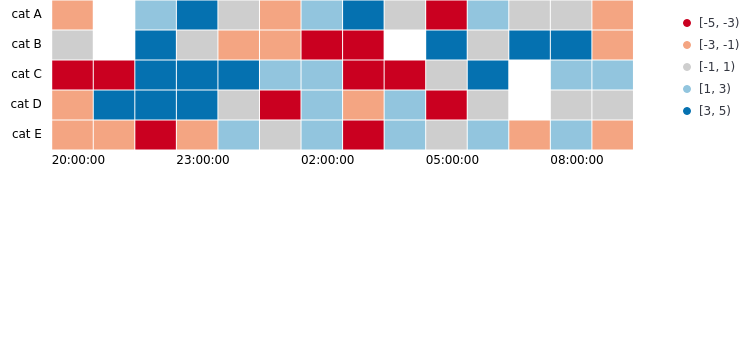 cat A
cat B
cat C
cat D
cat E
20:00:00 23:00:00 02:00:00 05:00:00 08:00:00
[-5, -3)
[-3, -1)
[-1, 1)
[1, 3)
[3, 5)